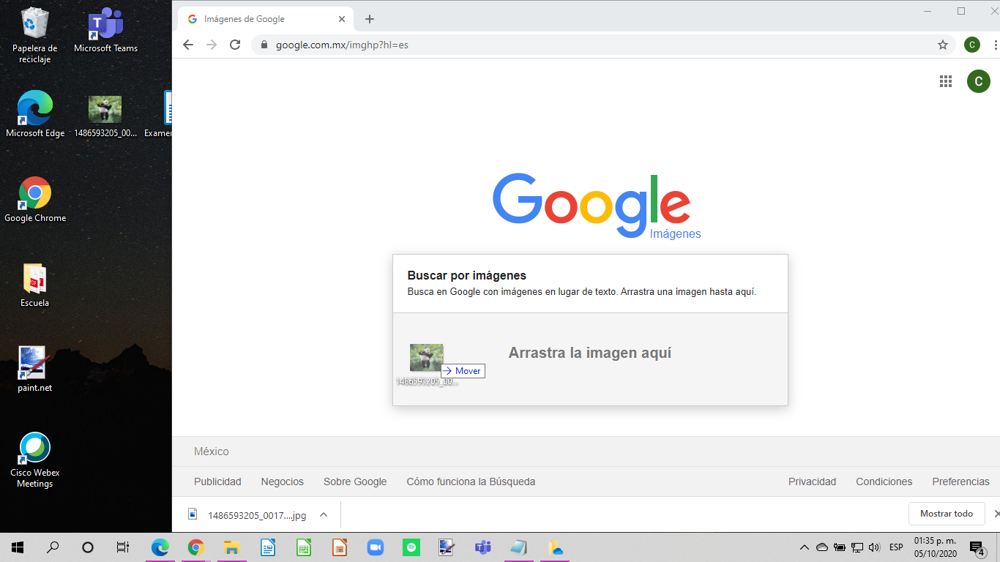 Papelera de
reciclaje
Microsoft Teams
Microsoft Edge
1486593205_00...
Examen
Google Chrome
Escuela
paint.net
Cisco Webex
Meetings
Imágenes de Google
google.com.mx/imghp?hl=es
C
C
Google
Imágenes
Buscar por imágenes
Busca en Google con imágenes en lugar de texto. Arrastra una imagen hasta aquí.
Arrastra la imagen aquí
Mover
1486593205_00...
México
Publicidad Negocios Sobre Google Cómo funciona la Búsqueda Privacidad Condiciones Preferencias
1486593205_0017....jpg
Mostrar todo
ESP
01:35 p. m.
05/10/2020
4